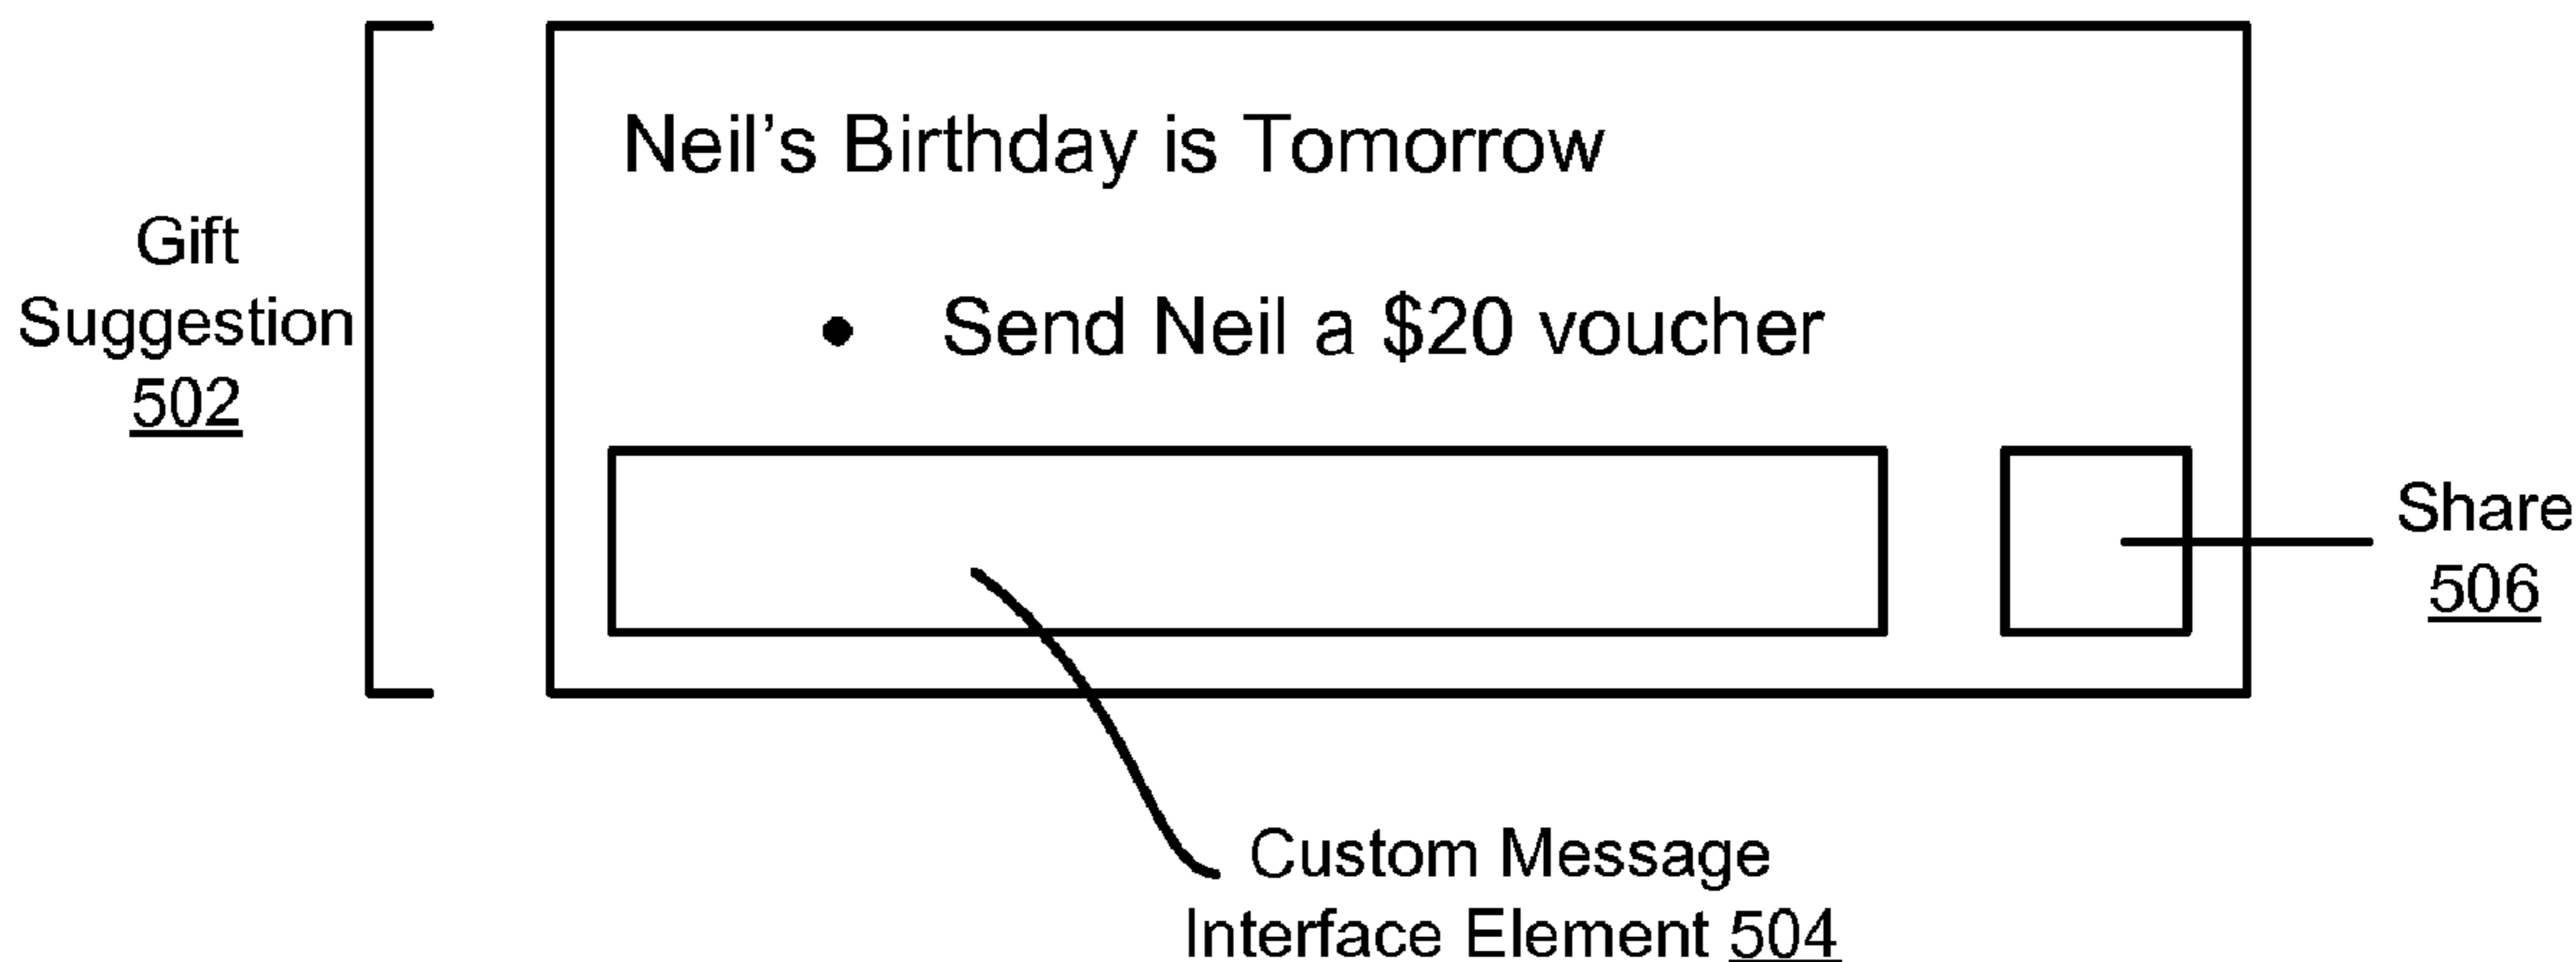 Neil’s Birthday is Tomorrow
Gift
Suggestion
502
• Send Neil a $20 voucher
Share
506
Custom Message
Interface Element 504